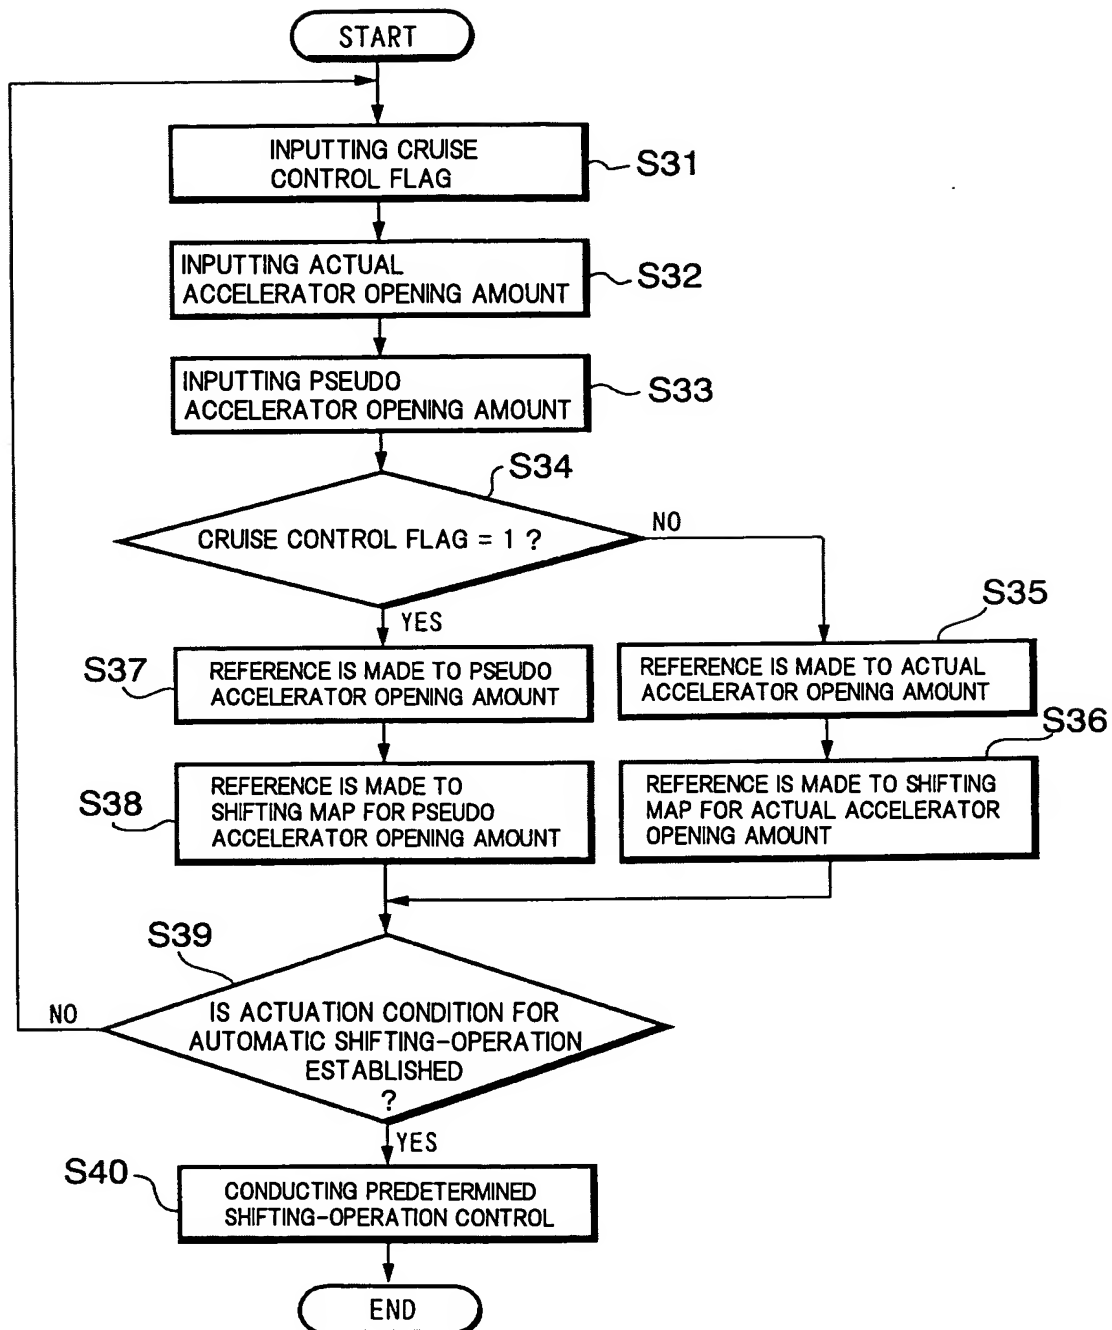 START
INPUTTING CRUISE
CONTROL FLAG
S31
INPUTTING ACTUAL
ACCELERATOR OPENING AMOUNT
S32
INPUTTING PSEUDO
ACCELERATOR OPENING AMOUNT
S33
S34
CRUISE CONTROL FLAG = 1 ?
NO
YES
S35
S37
REFERENCE IS MADE TO PSEUDO
ACCELERATOR OPENING AMOUNT
REFERENCE IS MADE TO ACTUAL
ACCELERATOR OPENING AMOUNT
S36
S38
REFERENCE IS MADE TO
SHIFTING MAP FOR PSEUDO
ACCELERATOR OPENING AMOUNT
REFERENCE IS MADE TO SHIFTING
MAP FOR ACTUAL ACCELERATOR
OPENING AMOUNT
S39
NO
IS ACTUATION CONDITION FOR
AUTOMATIC SHIFTING-OPERATION
ESTABLISHED
?
YES
S40
CONDUCTING PREDETERMINED
SHIFTING-OPERATION CONTROL
END